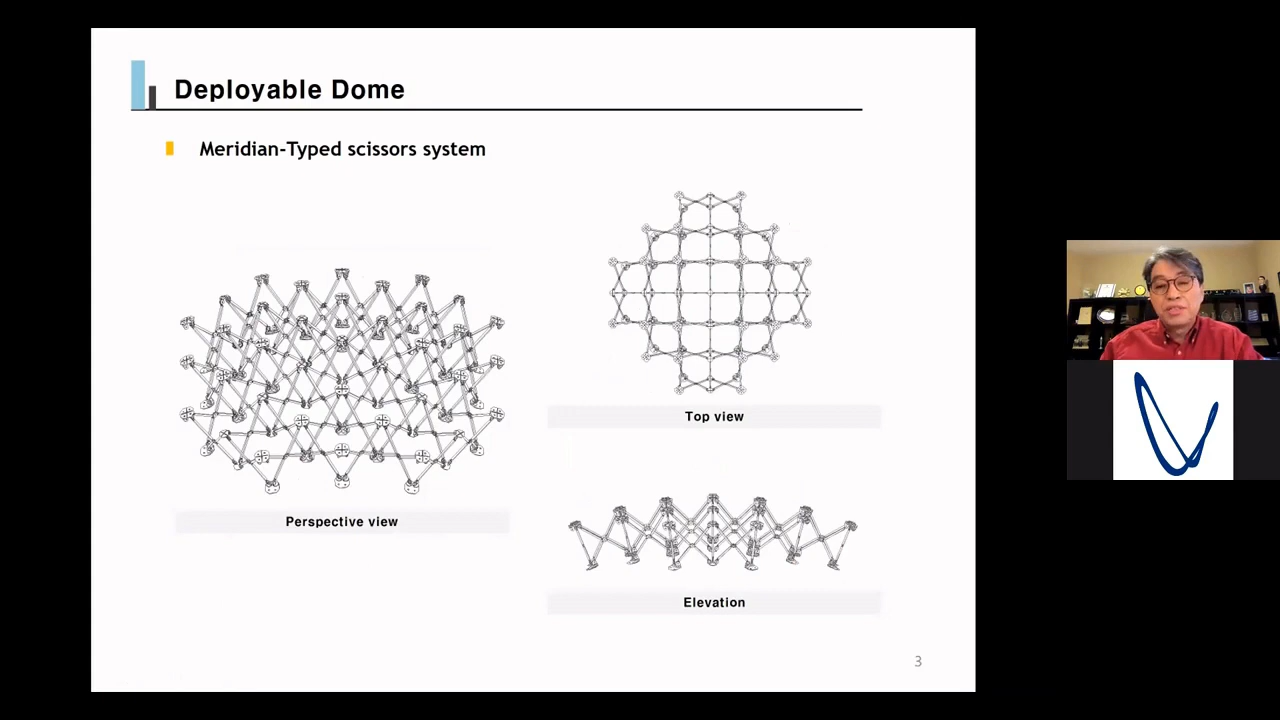 Deployable Dome
Meridian-Typed scissors system
Perspective view
Top view
Elevation
3